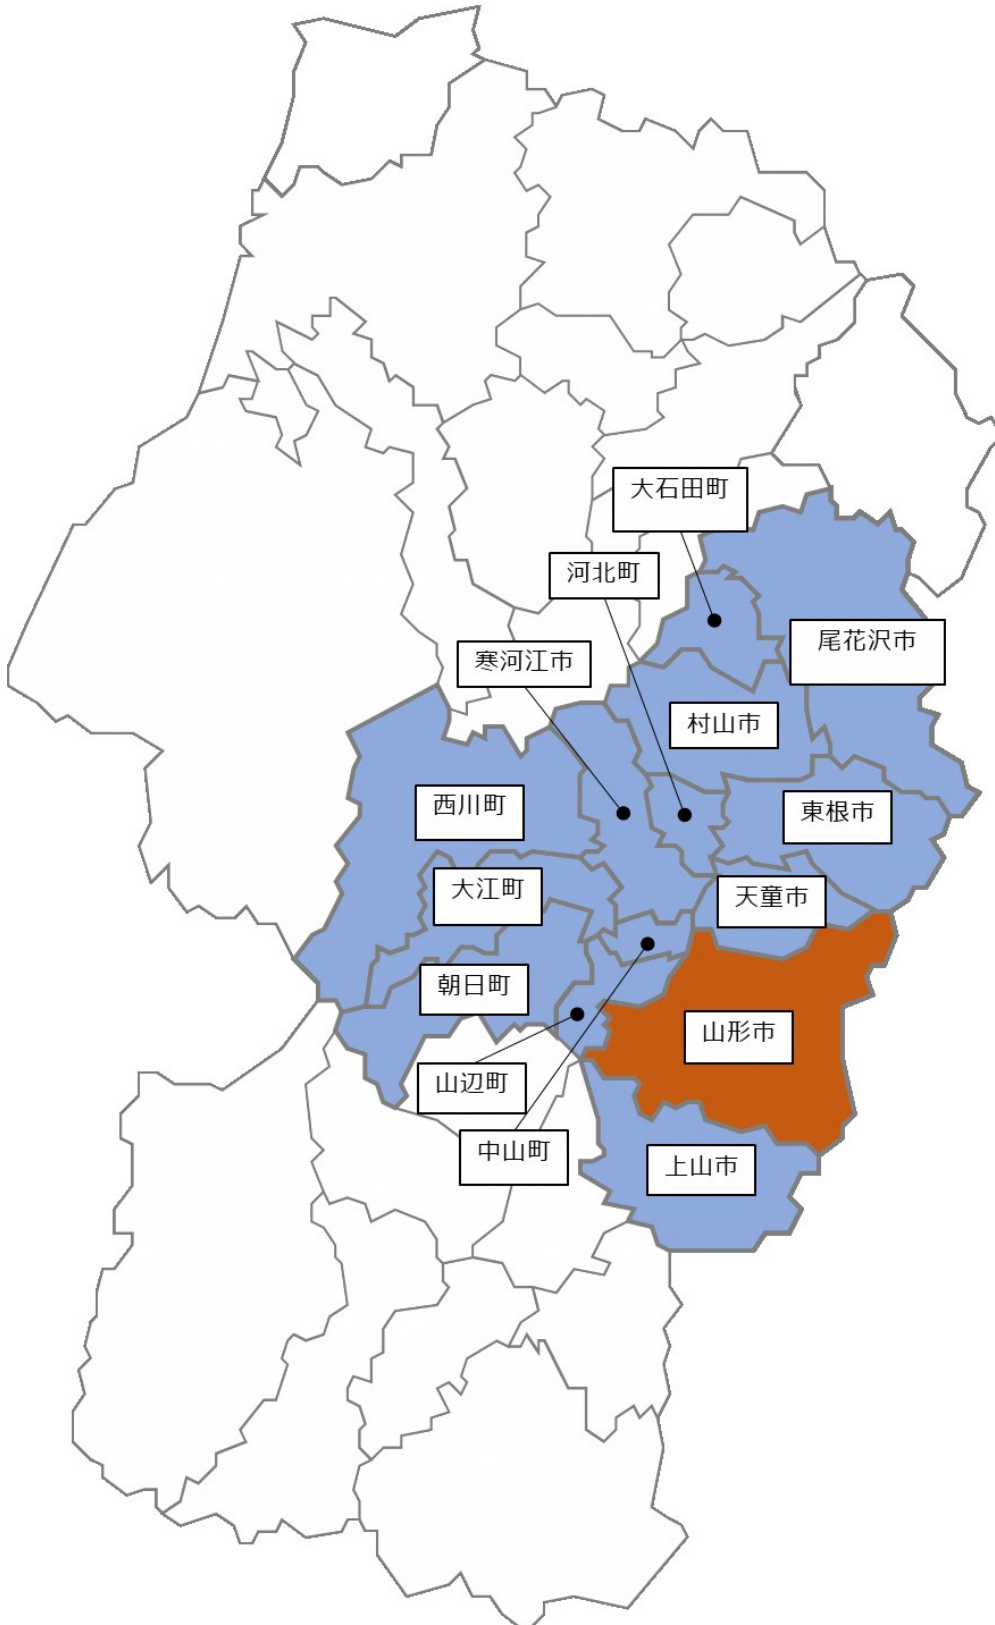 大石田町
河北町
尾花沢市
寒河江市
村山市
西川町
東根市
大江町
天童市
朝日町
山形市
山辺町
中山町
上山市